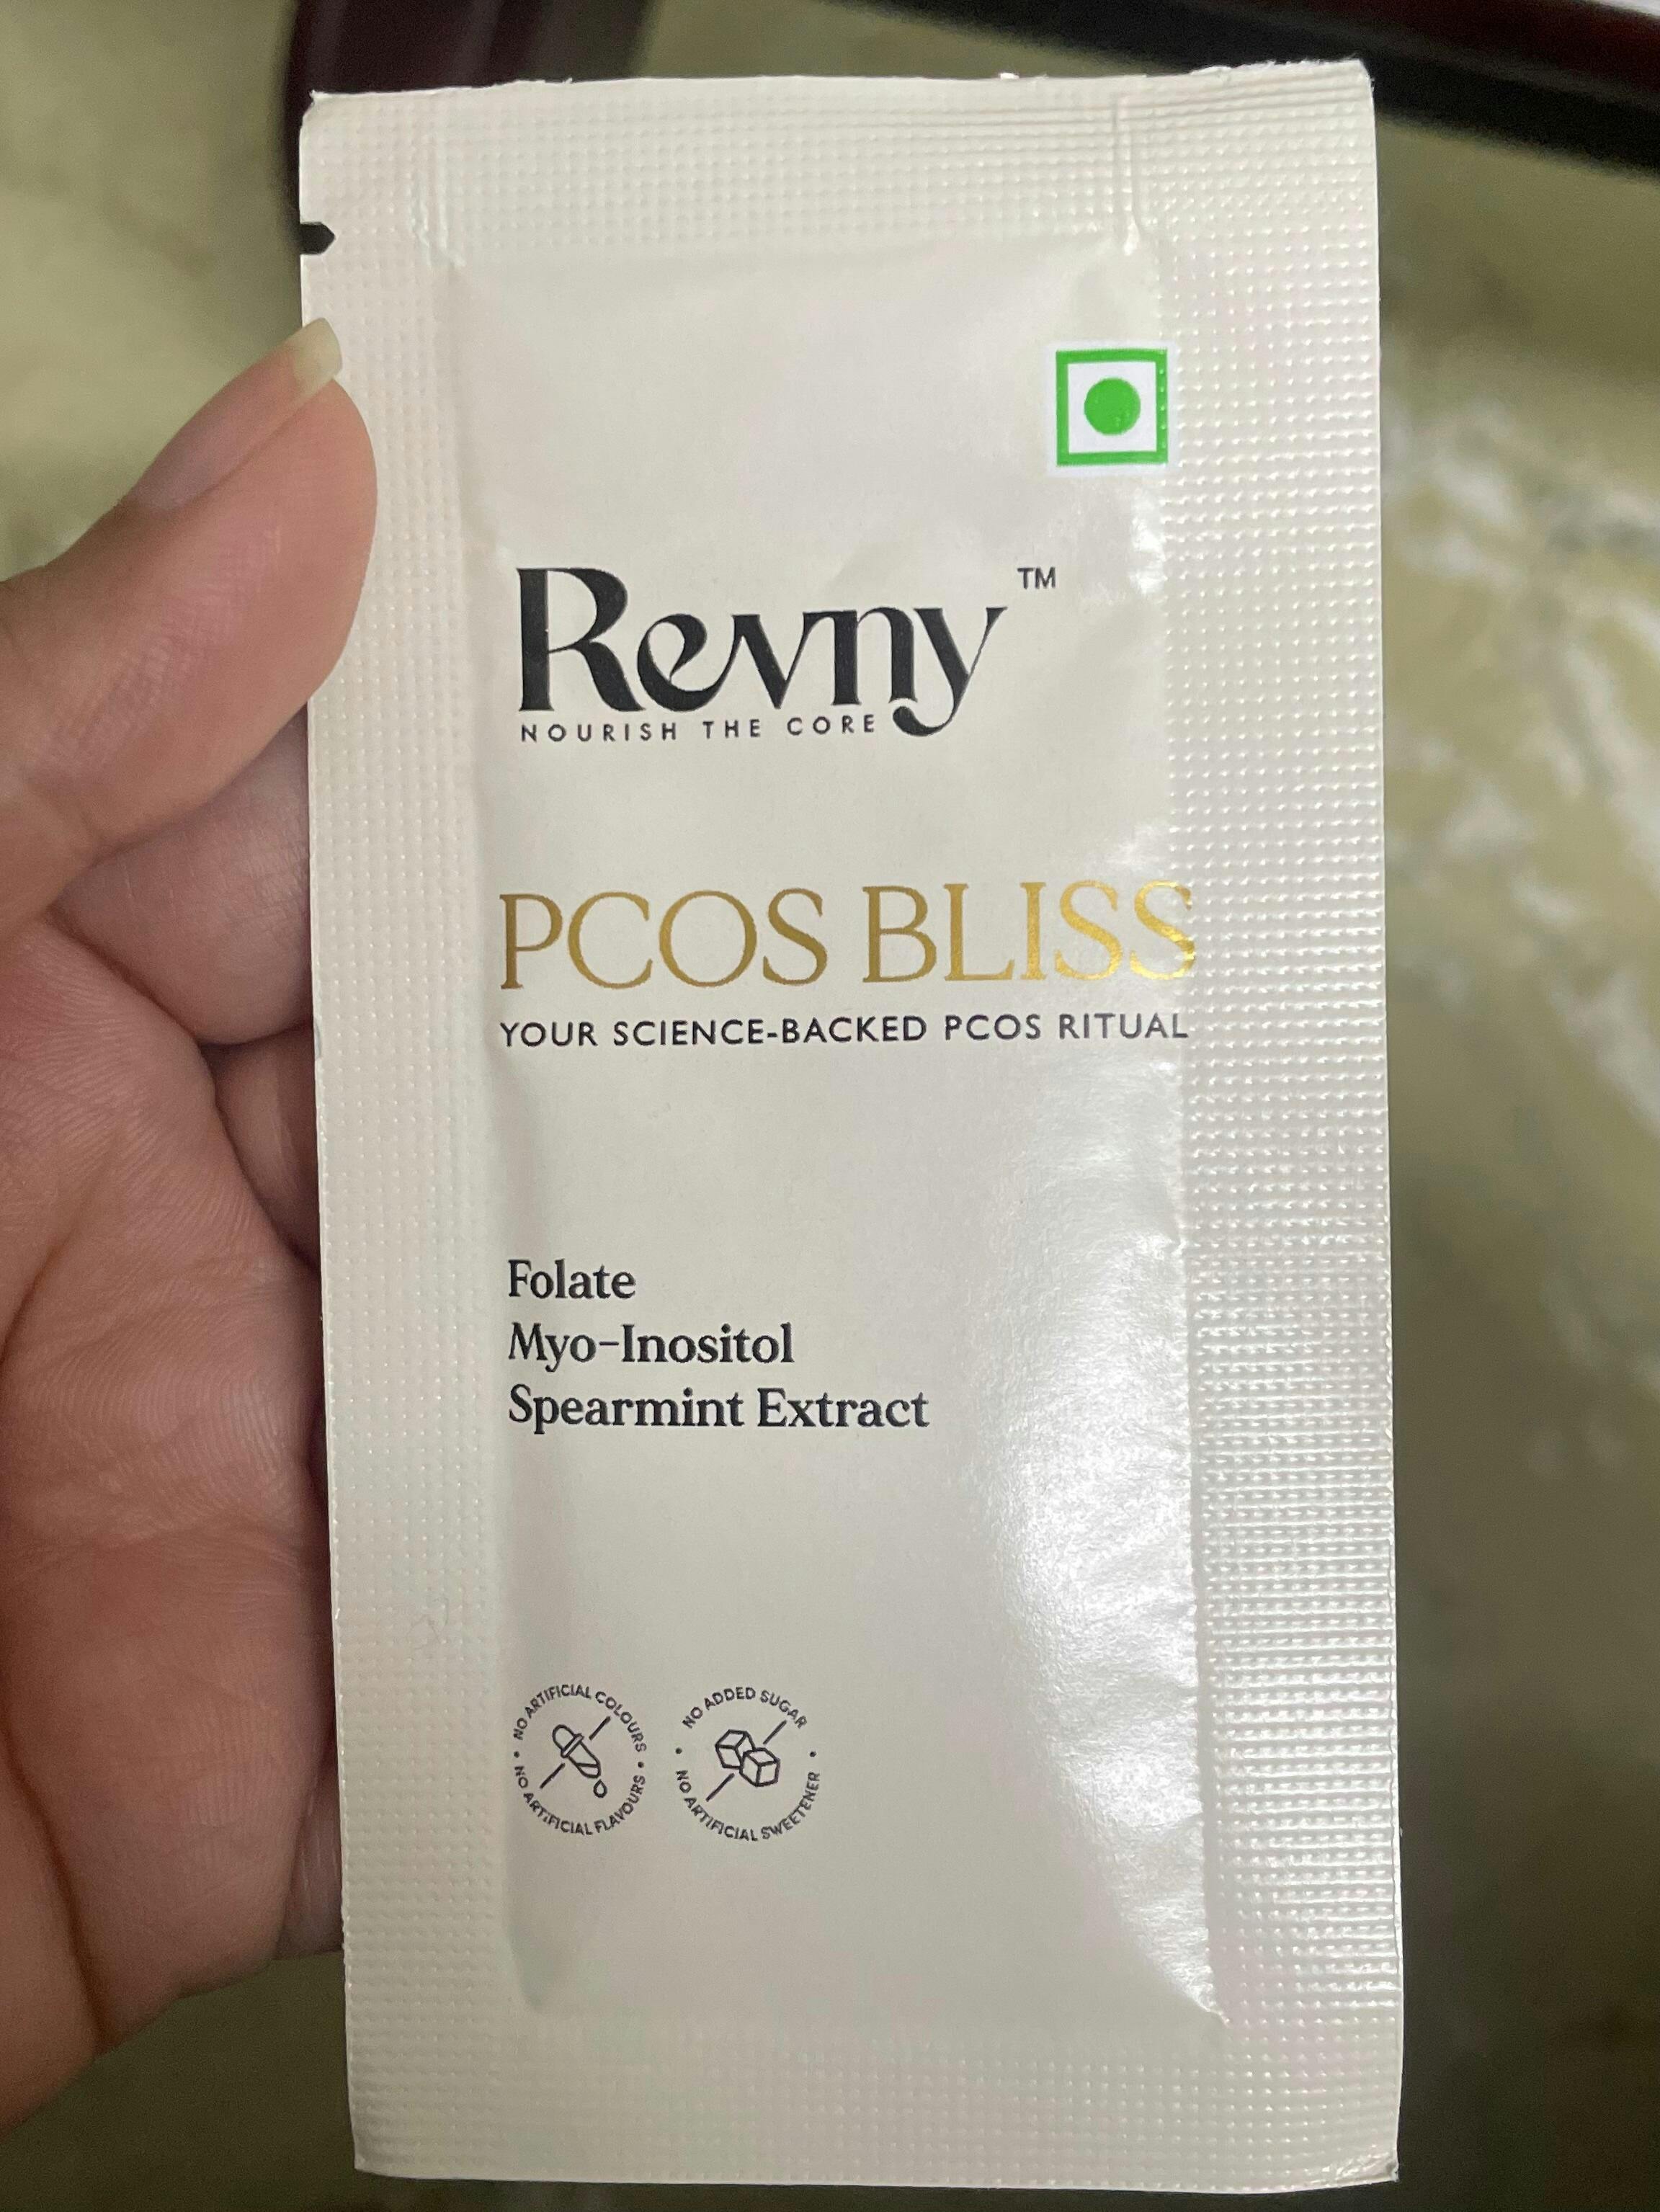 Revny™
NOURISH THE CORE
PCOS BLISS
YOUR SCIENCE-BACKED PCOS RITUAL
Folate
Myo-Inositol
Spearmint Extract
NO ARTIFICIAL COLOURS • NO ARTIFICIAL FLAVOURS •
NO ADDED SUGAR • NO ARTIFICIAL SWEETENER •